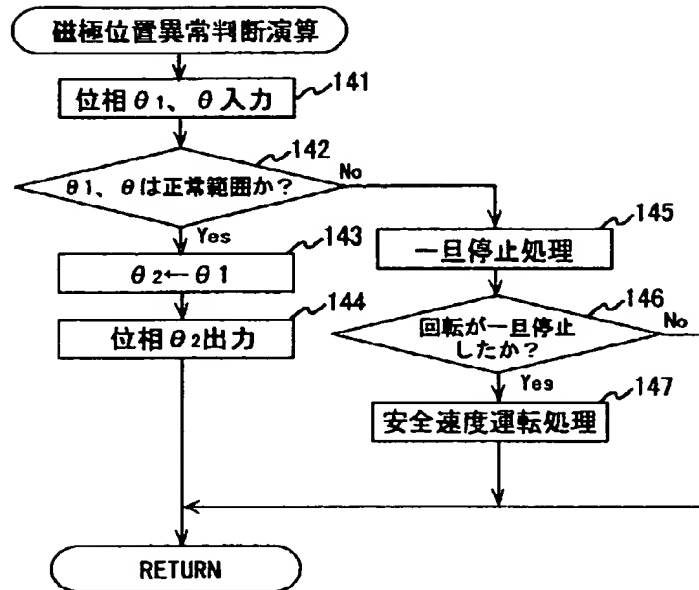 磁極位置異常判断演算
141
位相θ1、θ入力
142
No
θ1、θは正常範囲か？
Yes
143
145
θ2←θ1
一旦停止処理
144
146
位相θ2出力
回転が一旦停止
したか？
No
Yes
147
安全速度運転処理
RETURN